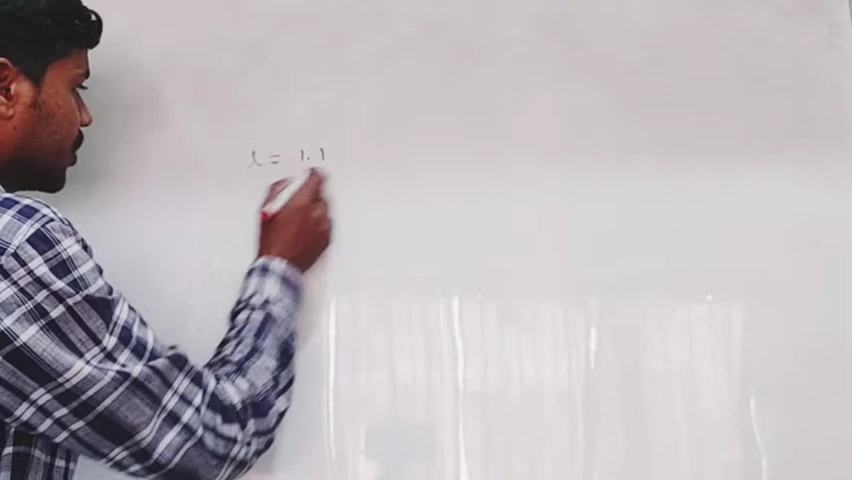 l = 1.1